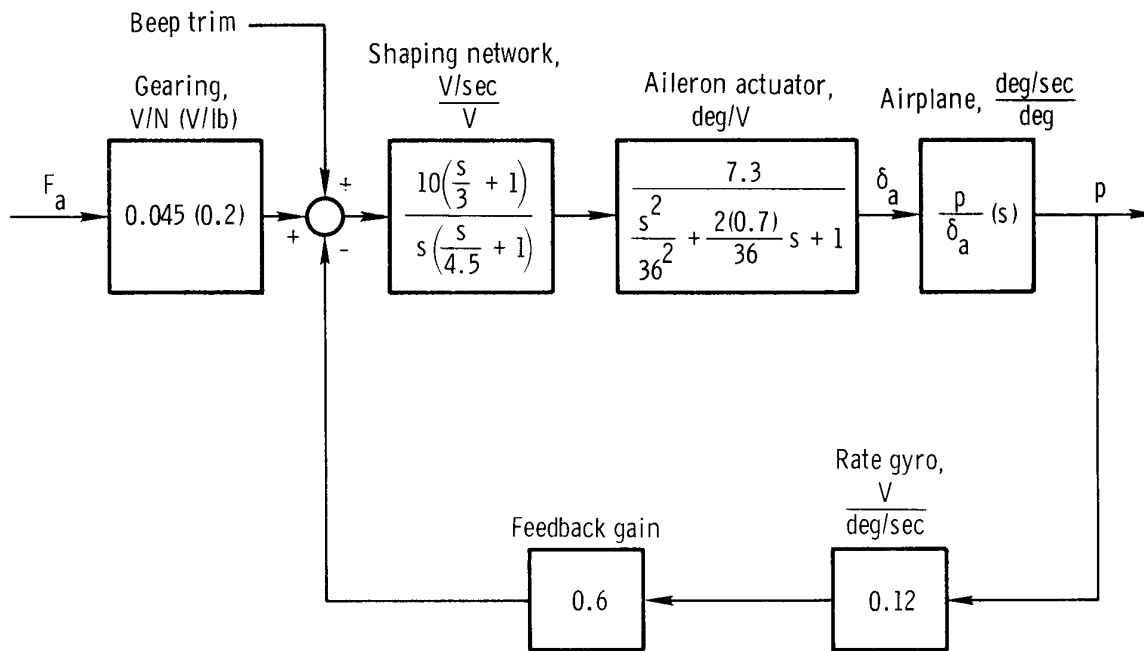 Beep trim
Gearing,
V/N (V/lb)
Shaping network,
V/sec
V
Aileron actuator,
deg/V
Airplane, deg/sec
deg
F_a
0.045 (0.2)
+
+
-
10(s/3 + 1)
s(s/4.5 + 1)
7.3
s^2/36^2 + 2(0.7)/36 s + 1
δ_a
p/δ_a (s)
p
Feedback gain
0.6
Rate gyro,
V
deg/sec
0.12